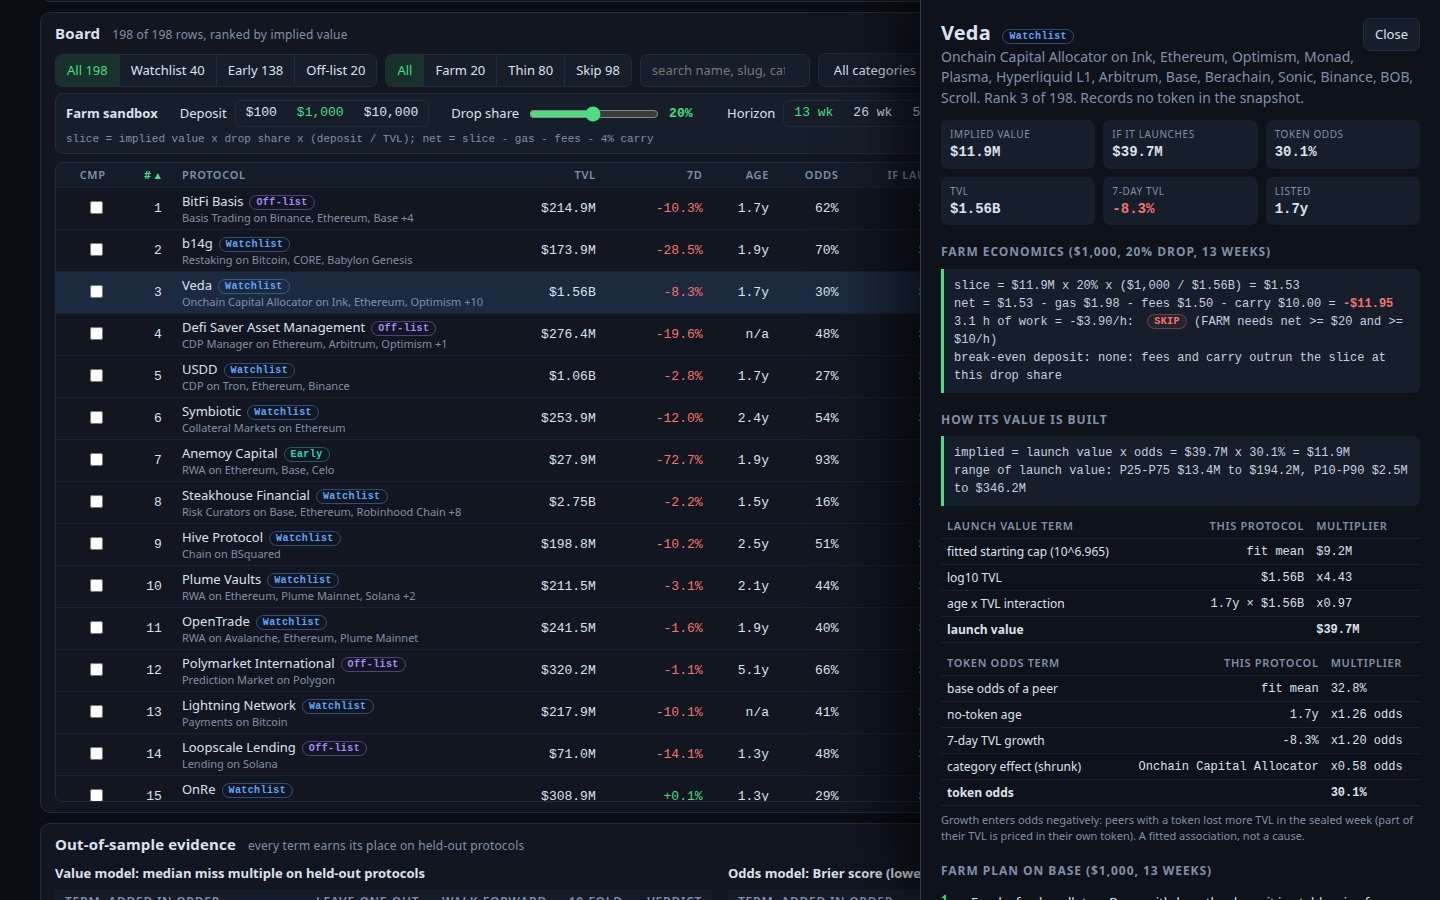 Board 198 of 198 rows, ranked by implied value
All 198 Watchlist 40 Early 138 Off-list 20 All Farm 20 Thin 80 Skip 98 search name, slug, cat All categories
Farm sandbox Deposit $100 $1,000 $10,000 Drop share 20% Horizon 13 wk 26 wk 5
slice = implied value x drop share x (deposit / TVL); net = slice - gas - fees - 4% carry
CMP # ▲ PROTOCOL TVL 7D AGE ODDS IF LAU
1 BitFi Basis Off-list $214.9M -10.3% 1.7y 62%
Basis Trading on Binance, Ethereum, Base +4
2 b14g Watchlist $173.9M -28.5% 1.9y 70%
Restaking on Bitcoin, CORE, Babylon Genesis
3 Veda Watchlist $1.56B -8.3% 1.7y 30%
Onchain Capital Allocator on Ink, Ethereum, Optimism +10
4 Defi Saver Asset Management Off-list $276.4M -19.6% n/a 48%
CDP Manager on Ethereum, Arbitrum, Optimism +1
5 USDD Watchlist $1.06B -2.8% 1.7y 27%
CDP on Tron, Ethereum, Binance
6 Symbiotic Watchlist $253.9M -12.0% 2.4y 54%
Collateral Markets on Ethereum
7 Anemoy Capital Early $27.9M -72.7% 1.9y 93%
RWA on Ethereum, Base, Celo
8 Steakhouse Financial Watchlist $2.75B -2.2% 1.5y 16%
Risk Curators on Base, Ethereum, Robinhood Chain +8
9 Hive Protocol Watchlist $198.8M -10.2% 2.5y 51%
Chain on BSquared
10 Plume Vaults Watchlist $211.5M -3.1% 2.1y 44%
RWA on Ethereum, Plume Mainnet, Solana +2
11 OpenTrade Watchlist $241.5M -1.6% 1.9y 40%
RWA on Avalanche, Ethereum, Plume Mainnet
12 Polymarket International Off-list $320.2M -1.1% 5.1y 66%
Prediction Market on Polygon
13 Lightning Network Watchlist $217.9M -10.1% n/a 41%
Payments on Bitcoin
14 Loopscale Lending Off-list $71.0M -14.1% 1.3y 48%
Lending on Solana
15 OnRe Watchlist $308.9M +0.1% 1.3y 29%
Out-of-sample evidence every term earns its place on held-out protocols
Value model: median miss multiple on held-out protocols Odds model: Brier score (lowe
Veda Watchlist Close
Onchain Capital Allocator on Ink, Ethereum, Optimism, Monad,
Plasma, Hyperliquid L1, Arbitrum, Base, Berachain, Sonic, Binance, BOB,
Scroll. Rank 3 of 198. Records no token in the snapshot.
IMPLIED VALUE IF IT LAUNCHES TOKEN ODDS
$11.9M $39.7M 30.1%
TVL 7-DAY TVL LISTED
$1.56B -8.3% 1.7y
FARM ECONOMICS ($1,000, 20% DROP, 13 WEEKS)
slice = $11.9M x 20% x ($1,000 / $1.56B) = $1.53
net = $1.53 - gas $1.98 - fees $1.50 - carry $10.00 = -$11.95
3.1 h of work = -$3.90/h: SKIP (FARM needs net >= $20 and >=
$10/h)
break-even deposit: none: fees and carry outrun the slice at
this drop share
HOW ITS VALUE IS BUILT
implied = launch value x odds = $39.7M x 30.1% = $11.9M
range of launch value: P25-P75 $13.4M to $194.2M, P10-P90 $2.5M
to $346.2M
LAUNCH VALUE TERM THIS PROTOCOL MULTIPLIER
fitted starting cap (10^6.965) fit mean $9.2M
log10 TVL $1.56B x4.43
age x TVL interaction 1.7y × $1.56B x0.97
launch value $39.7M
TOKEN ODDS TERM THIS PROTOCOL MULTIPLIER
base odds of a peer fit mean 32.8%
no-token age 1.7y x1.26 odds
7-day TVL growth -8.3% x1.20 odds
category effect (shrunk) Onchain Capital Allocator x0.58 odds
token odds 30.1%
Growth enters odds negatively: peers with a token lost more TVL in the sealed week (part of
their TVL is priced in their own token). A fitted association, not a cause.
FARM PLAN ON BASE ($1,000, 13 WEEKS)